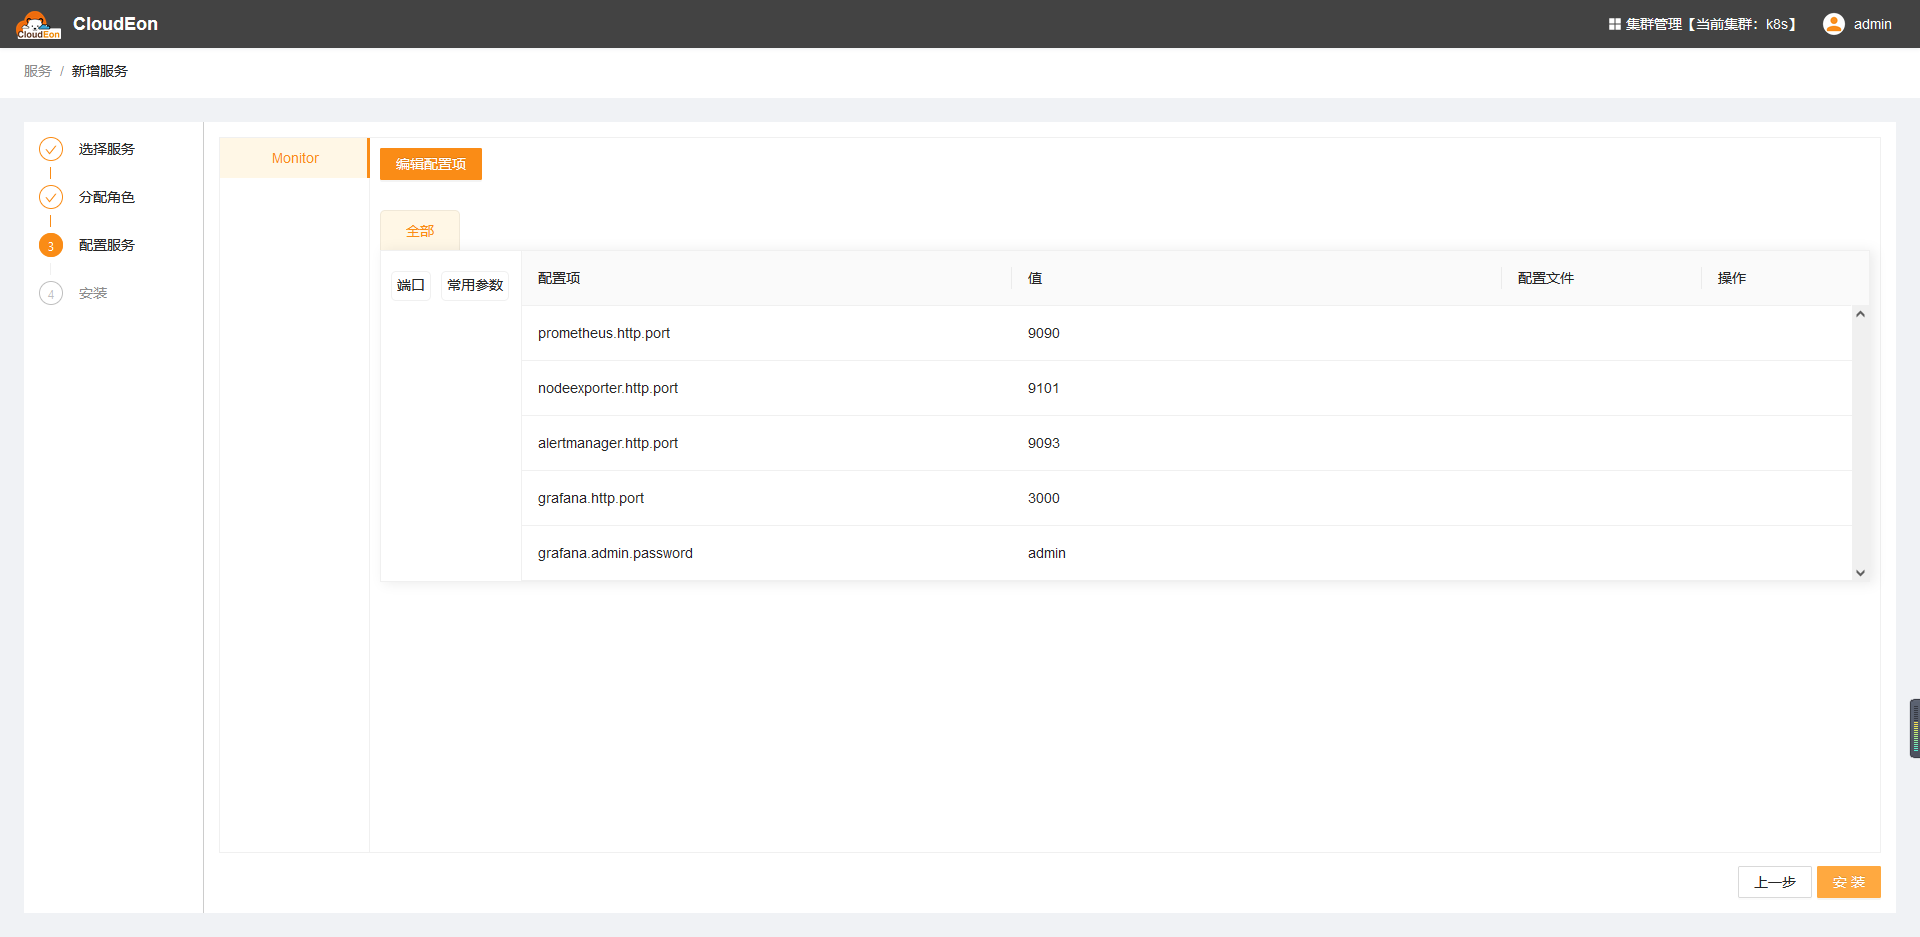 CloudEon
CloudEon
集群管理【当前集群：k8s】
admin
服务 / 新增服务
选择服务
分配角色
3 配置服务
4 安装
Monitor
编辑配置项
全部
端口 常用参数
配置项 值 配置文件 操作
prometheus.http.port 9090
nodeexporter.http.port 9101
alertmanager.http.port 9093
grafana.http.port 3000
grafana.admin.password admin
上一步 安 装